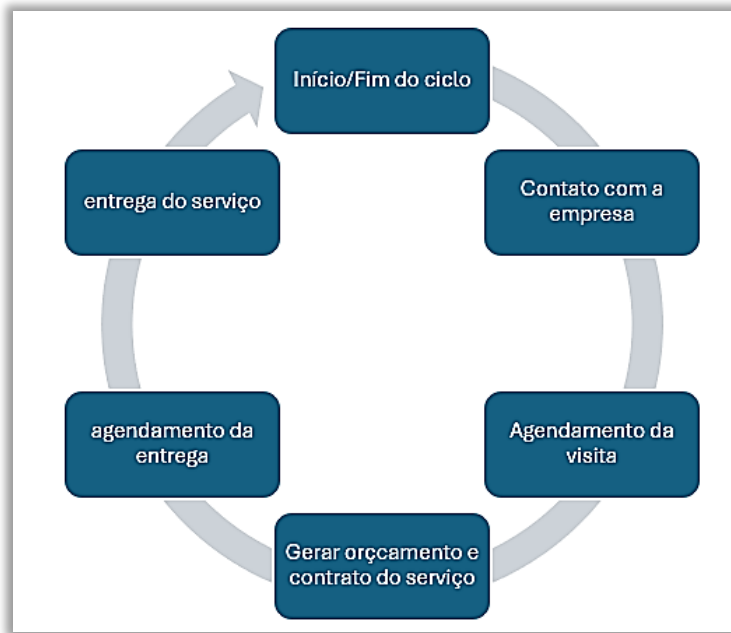 Início/Fim do ciclo
Contato com a
empresa
Agendamento da
visita
Gerar orçcamento e
contrato do serviço
agendamento da
entrega
entrega do serviço